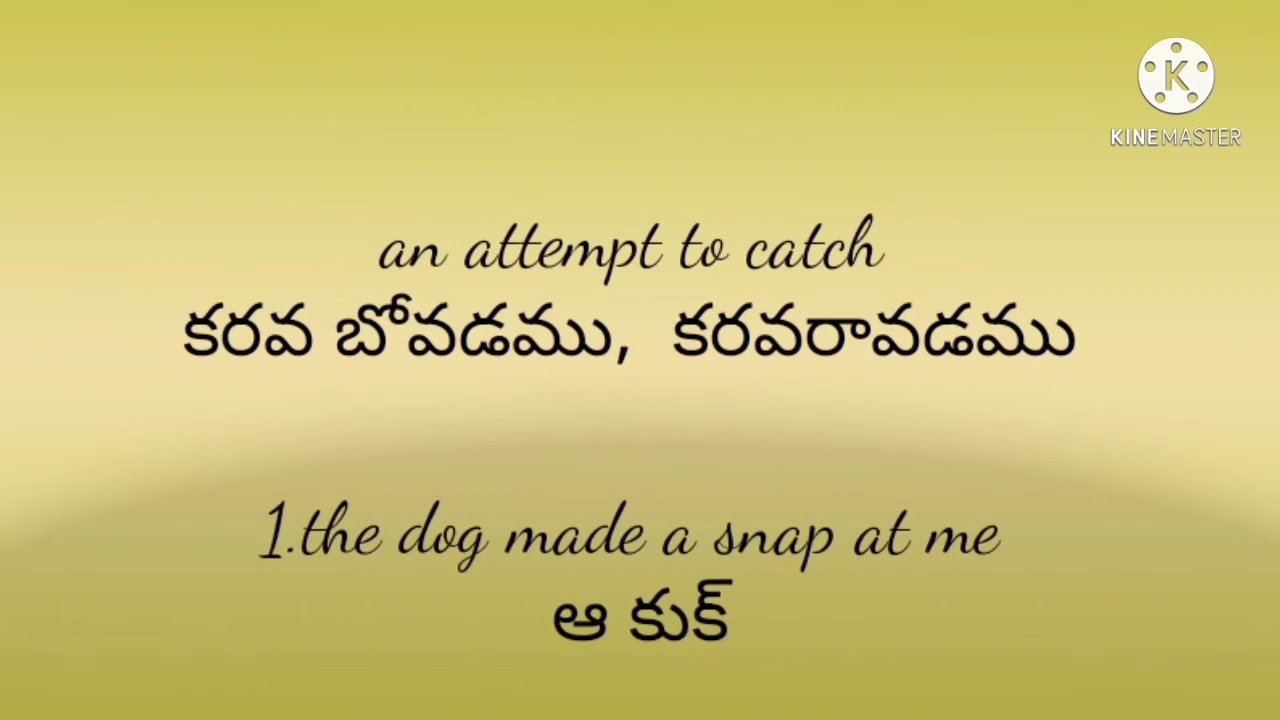 KINEMASTER
an attempt to catch
కరవ బోవడము, కరవరావడము
1.the dog made a snap at me
ఆ కుక్